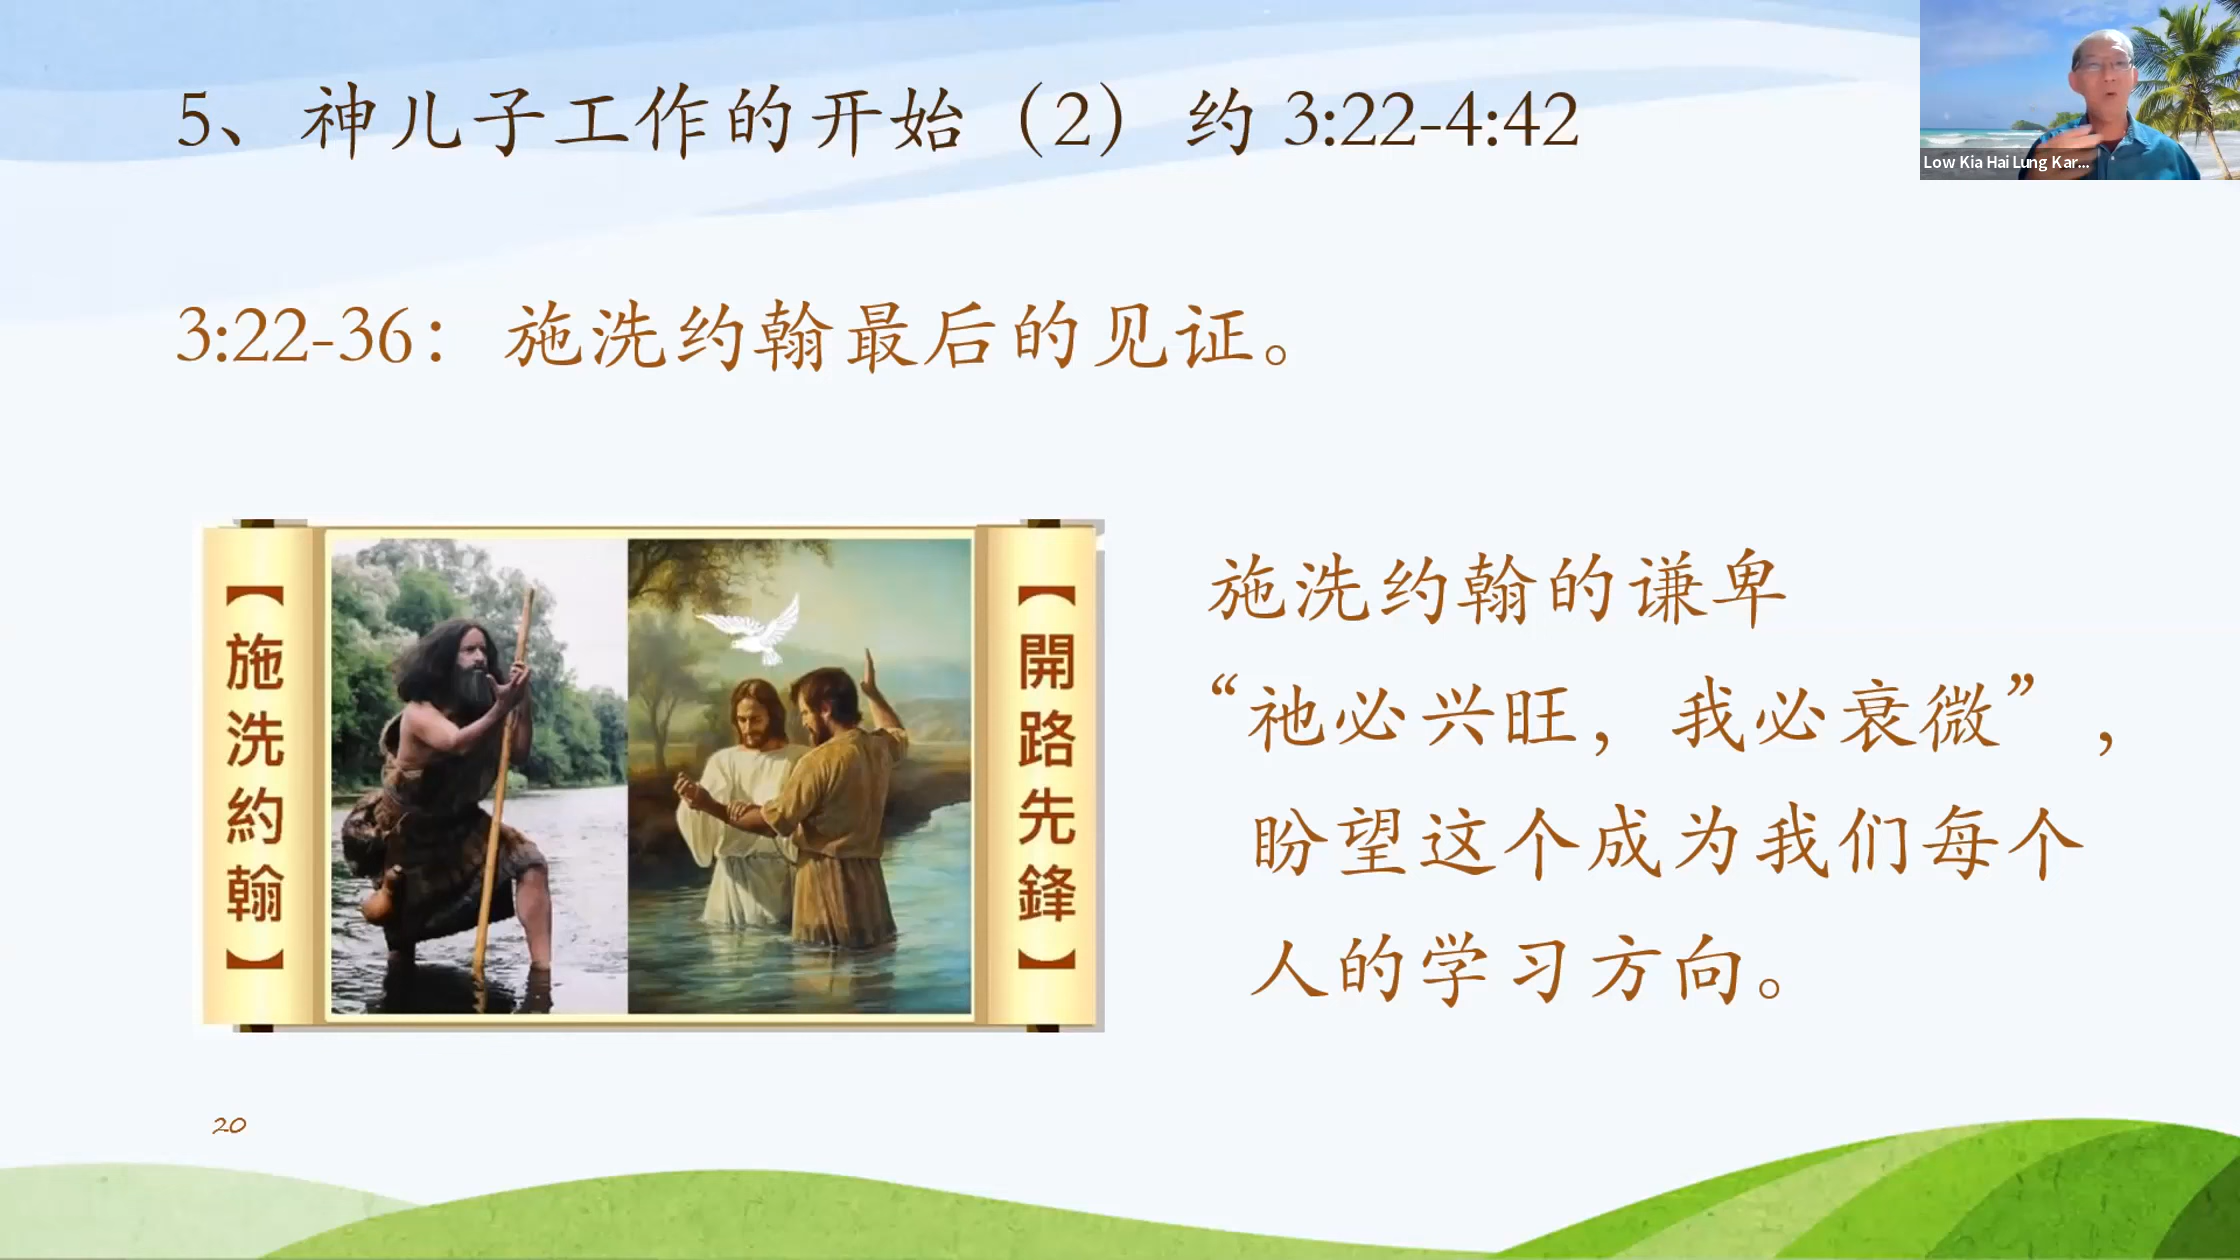 5、神儿子工作的开始（2） 约 3:22-4:42
Low Kia Hai Lung Kar...
3:22-36： 施洗约翰最后的见证。
【施洗約翰】
【開路先鋒】
施洗约翰的谦卑
“祂必兴旺，我必衰微”，
盼望这个成为我们每个
人的学习方向。
20